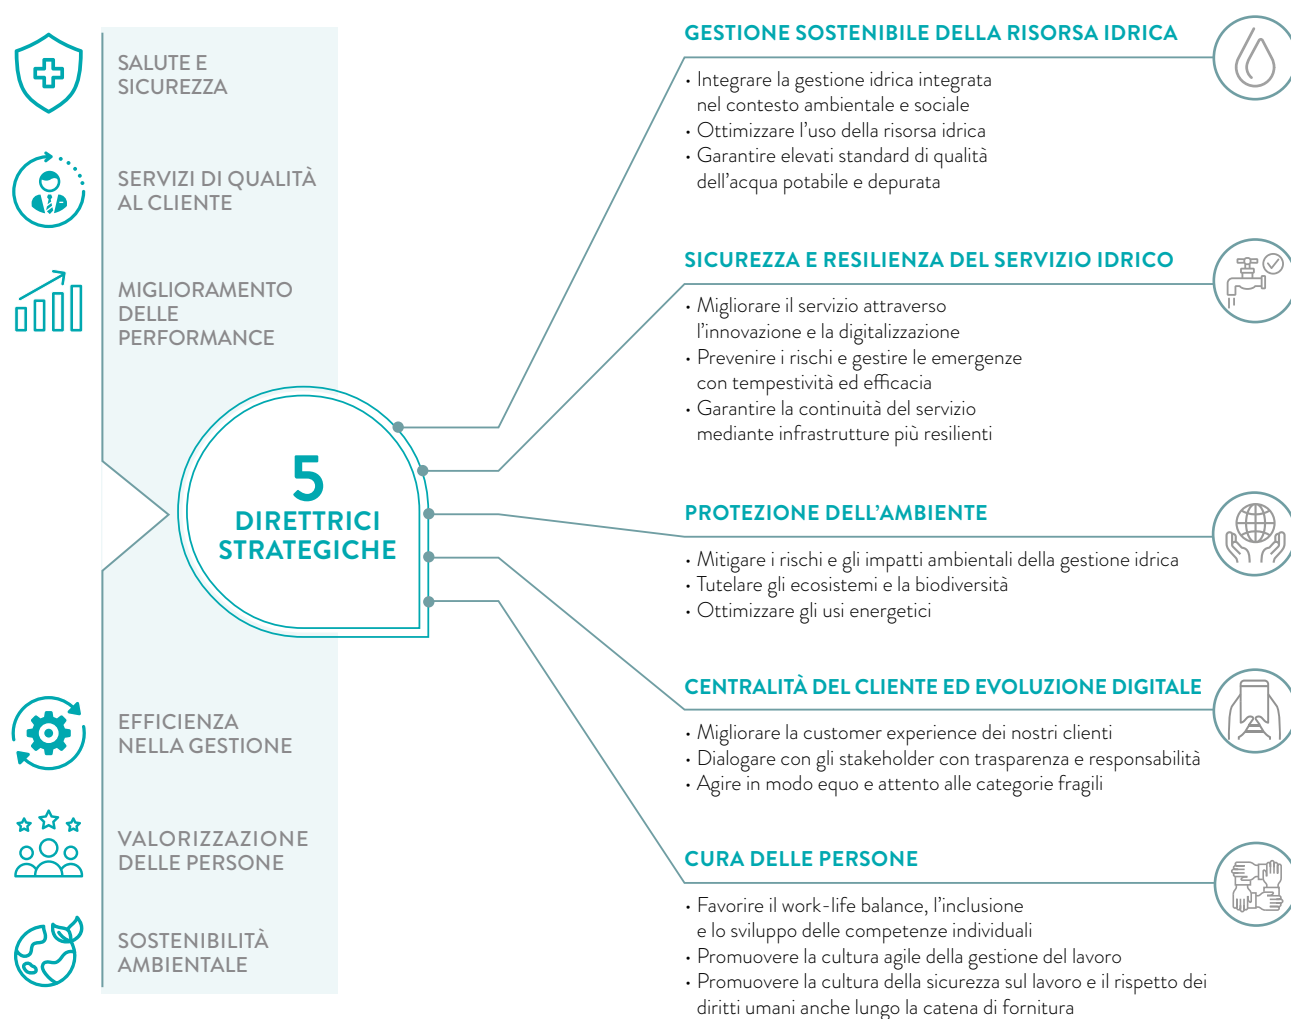 SALUTE E
SICUREZZA
SERVIZI DI QUALITÀ
AL CLIENTE
MIGLIORAMENTO
DELLE
PERFORMANCE
EFFICIENZA
NELLA GESTIONE
VALORIZZAZIONE
DELLE PERSONE
SOSTENIBILITÀ
AMBIENTALE
5
DIRETTRICI
STRATEGICHE
GESTIONE SOSTENIBILE DELLA RISORSA IDRICA
• Integrare la gestione idrica integrata
nel contesto ambientale e sociale
• Ottimizzare l’uso della risorsa idrica
• Garantire elevati standard di qualità
dell’acqua potabile e depurata
SICUREZZA E RESILIENZA DEL SERVIZIO IDRICO
• Migliorare il servizio attraverso
l’innovazione e la digitalizzazione
• Prevenire i rischi e gestire le emergenze
con tempestività ed efficacia
• Garantire la continuità del servizio
mediante infrastrutture più resilienti
PROTEZIONE DELL’AMBIENTE
• Mitigare i rischi e gli impatti ambientali della gestione idrica
• Tutelare gli ecosistemi e la biodiversità
• Ottimizzare gli usi energetici
CENTRALITÀ DEL CLIENTE ED EVOLUZIONE DIGITALE
• Migliorare la customer experience dei nostri clienti
• Dialogare con gli stakeholder con trasparenza e responsabilità
• Agire in modo equo e attento alle categorie fragili
CURA DELLE PERSONE
• Favorire il work-life balance, l’inclusione
e lo sviluppo delle competenze individuali
• Promuovere la cultura agile della gestione del lavoro
• Promuovere la cultura della sicurezza sul lavoro e il rispetto dei
diritti umani anche lungo la catena di fornitura